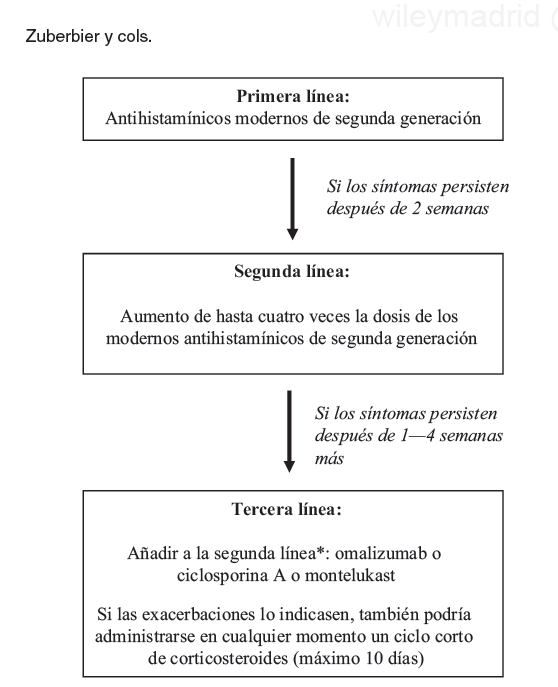 wileymadrid
Zuberbier y cols.
Primera línea:
Antihistamínicos modernos de segunda generación
Si los síntomas persisten
después de 2 semanas
Segunda línea:
Aumento de hasta cuatro veces la dosis de los
modernos antihistamínicos de segunda generación
Si los síntomas persisten
después de 1—4 semanas
más
Tercera línea:
Añadir a la segunda línea*: omalizumab o
ciclosporina A o montelukast
Si las exacerbaciones lo indicasen, también podría
administrarse en cualquier momento un ciclo corto
de corticosteroides (máximo 10 días)